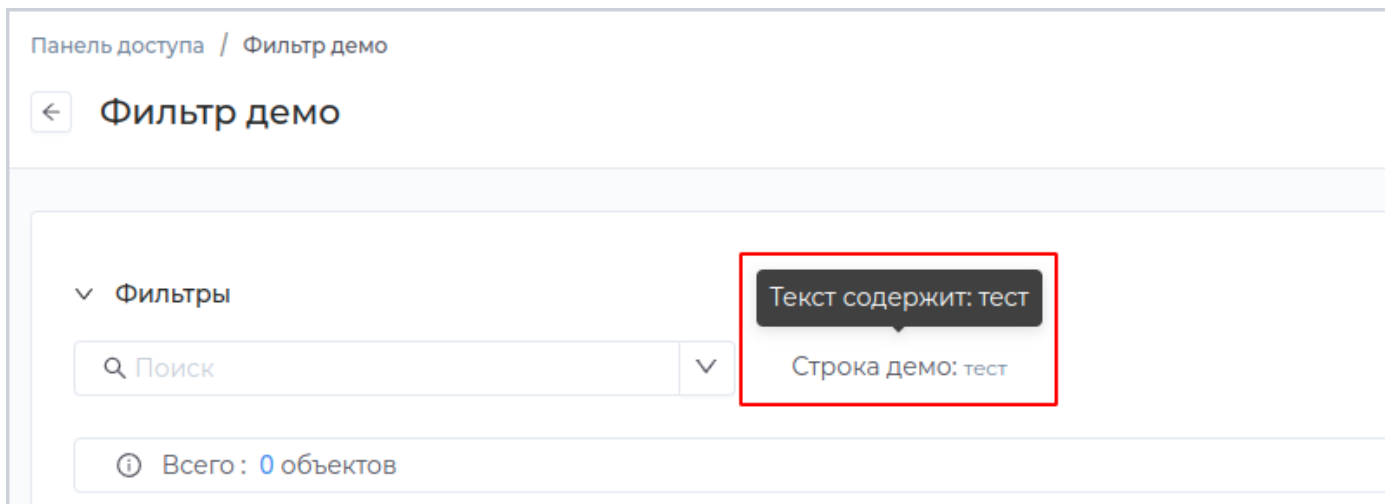 Панель доступа / Фильтр демо
Фильтр демо
Фильтры
Текст содержит: тест
Поиск
Строка демо: тест
Всего : 0 объектов